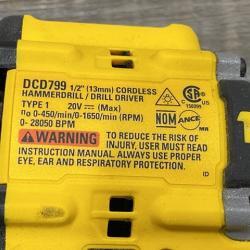 DCD799 1/2" (13mm) CORDLESS
HAMMERDRILL / DRILL DRIVER
TYPE 1 20V ⎓ (Max)
n₀ 0-450/min/0-1650/min (RPM)
0 - 28050 BPM
WARNING TO REDUCE THE RISK OF
INJURY, USER MUST READ
INSTRUCTION MANUAL. ALWAYS USE EYE,
EAR AND RESPIRATORY PROTECTION.
ID
SA
NOM
ANCE
MR